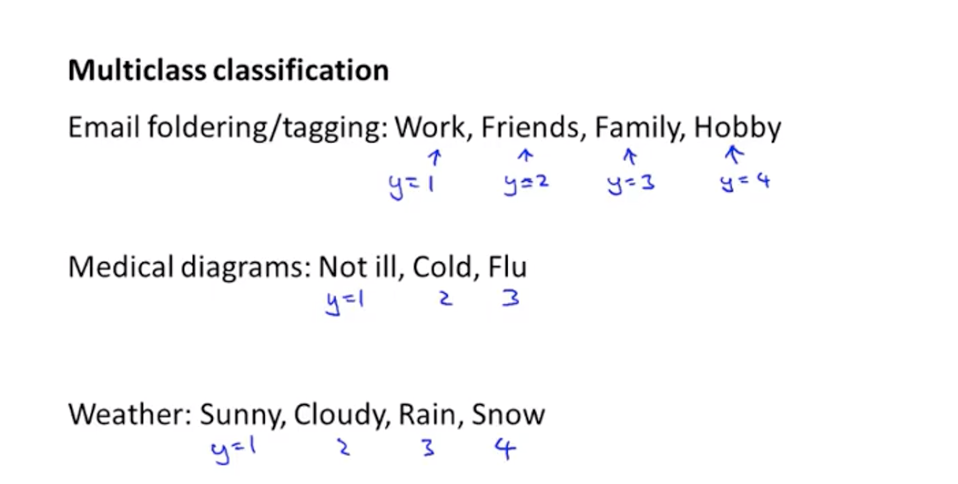 Multiclass classification
Email foldering/tagging: Work, Friends, Family, Hobby
y=1 y=2 y=3 y=4
Medical diagrams: Not ill, Cold, Flu
y=1 2 3
Weather: Sunny, Cloudy, Rain, Snow
y=1 2 3 4